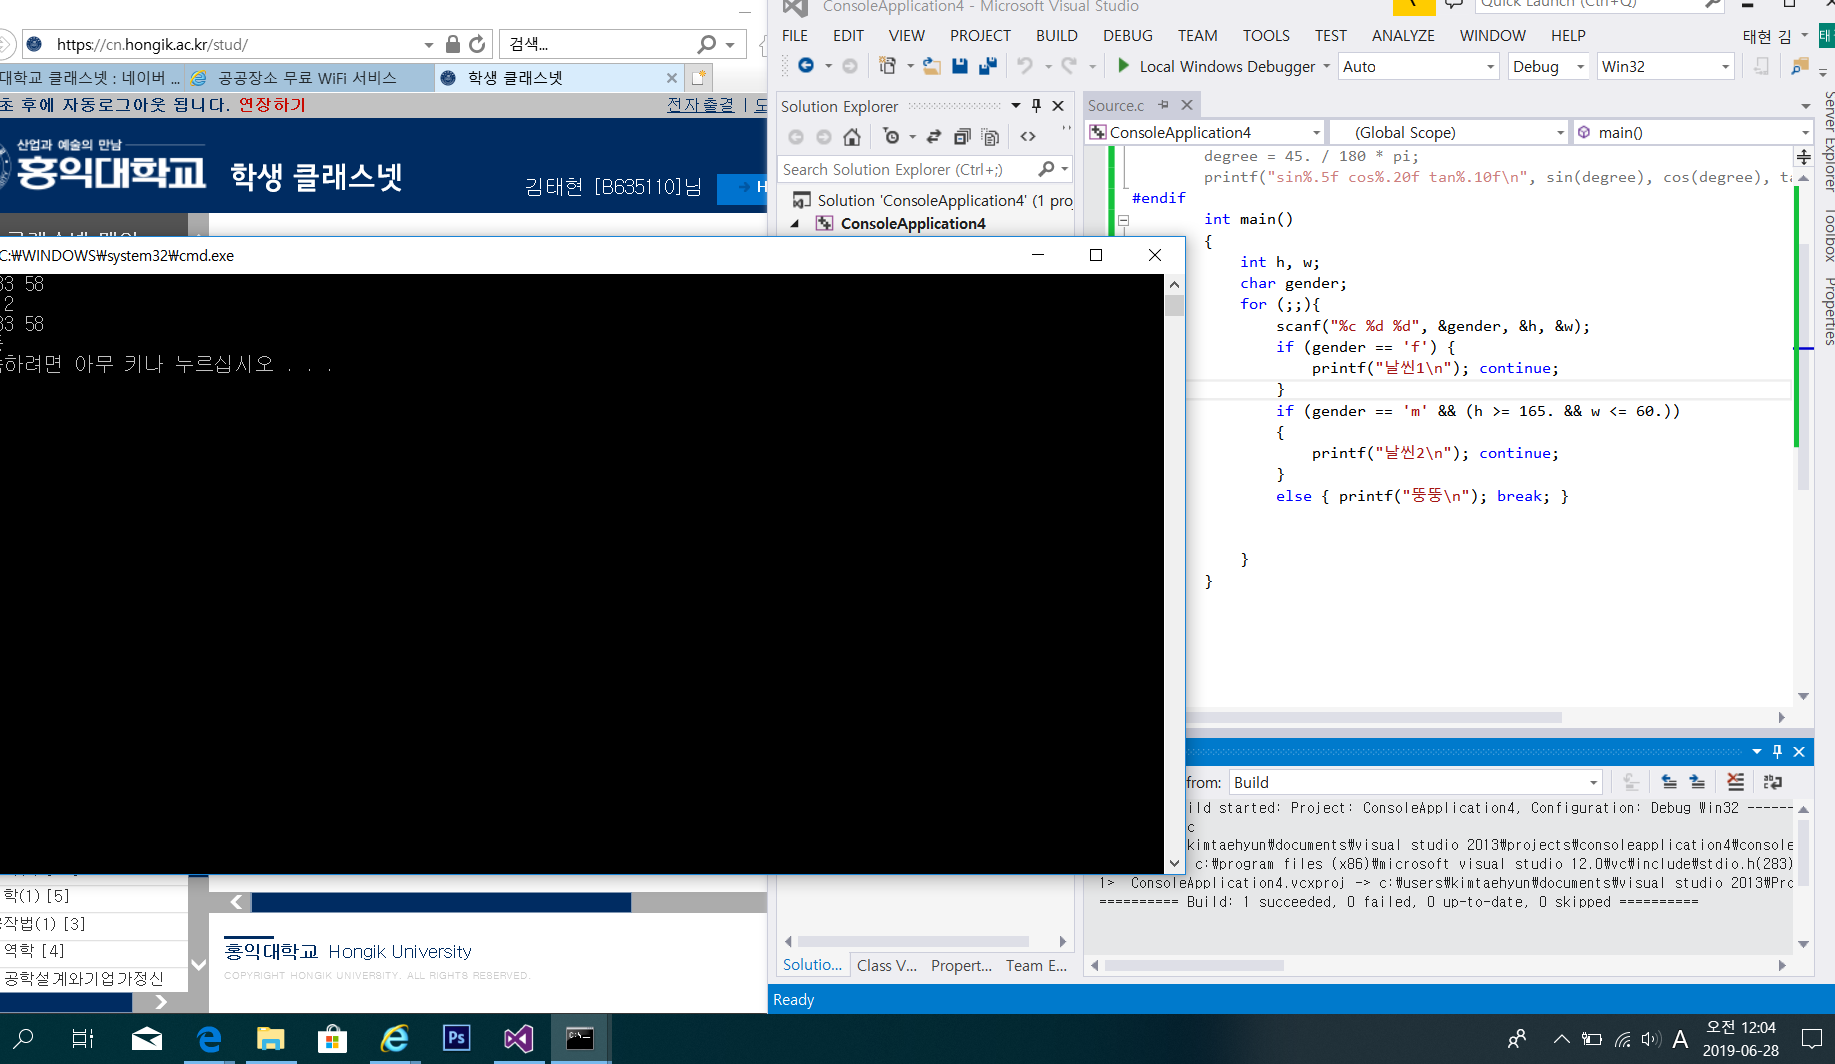 ConsoleApplication4 - Microsoft Visual Studio
Quick Launch (Ctrl+Q)
https://cn.hongik.ac.kr/stud/
검색...
FILE EDIT VIEW PROJECT BUILD DEBUG TEAM TOOLS TEST ANALYZE WINDOW HELP
태현 김
태
대학교 클래스넷 : 네이버 ...
공공장소 무료 WiFi 서비스
학생 클래스넷
Local Windows Debugger
Auto
Debug
Win32
초 후에 자동로그아웃 됩니다. 연장하기
전자출결 |
Solution Explorer
Source.c
산업과 예술의 만남
홍익대학교
학생 클래스넷
김태현 [B635110]님
H
ConsoleApplication4
(Global Scope)
main()
Search Solution Explorer (Ctrl+;)
Solution 'ConsoleApplication4' (1 proj
ConsoleApplication4
Server Explorer
Toolbox
Properties
degree = 45. / 180 * pi;
printf("sin%.5f cos%.20f tan%.10f\n", sin(degree), cos(degree), ta
#endif
int main()
{
int h, w;
char gender;
for (;;){
scanf("%c %d %d", &gender, &h, &w);
if (gender == 'f') {
printf("날씬1\n"); continue;
}
if (gender == 'm' && (h >= 165. && w <= 60.))
{
printf("날씬2\n"); continue;
}
else { printf("뚱뚱\n"); break; }
}
}
C:₩WINDOWS₩system32₩cmd.exe
33 58
2
33 58
하려면 아무 키나 누르십시오 . . .
from: Build
ild started: Project: ConsoleApplication4, Configuration: Debug Win32 ------
c
kimtaehyun₩documents₩visual studio 2013₩projects₩consoleapplication4₩console
c:₩program files (x86)₩microsoft visual studio 12.0₩vc₩include₩stdio.h(283)
1> ConsoleApplication4.vcxproj -> c:₩users₩kimtaehyun₩documents₩visual studio 2013₩Pro
========== Build: 1 succeeded, 0 failed, 0 up-to-date, 0 skipped ==========
학(1) [5]
작법(1) [3]
역학 [4]
공학설계와기업가정신
홍익대학교 Hongik University
COPYRIGHT HONGIK UNIVERSITY. ALL RIGHTS RESERVED.
Solutio... Class V... Propert... Team E...
Ready
Ps
C:\
A
오전 12:04
2019-06-28